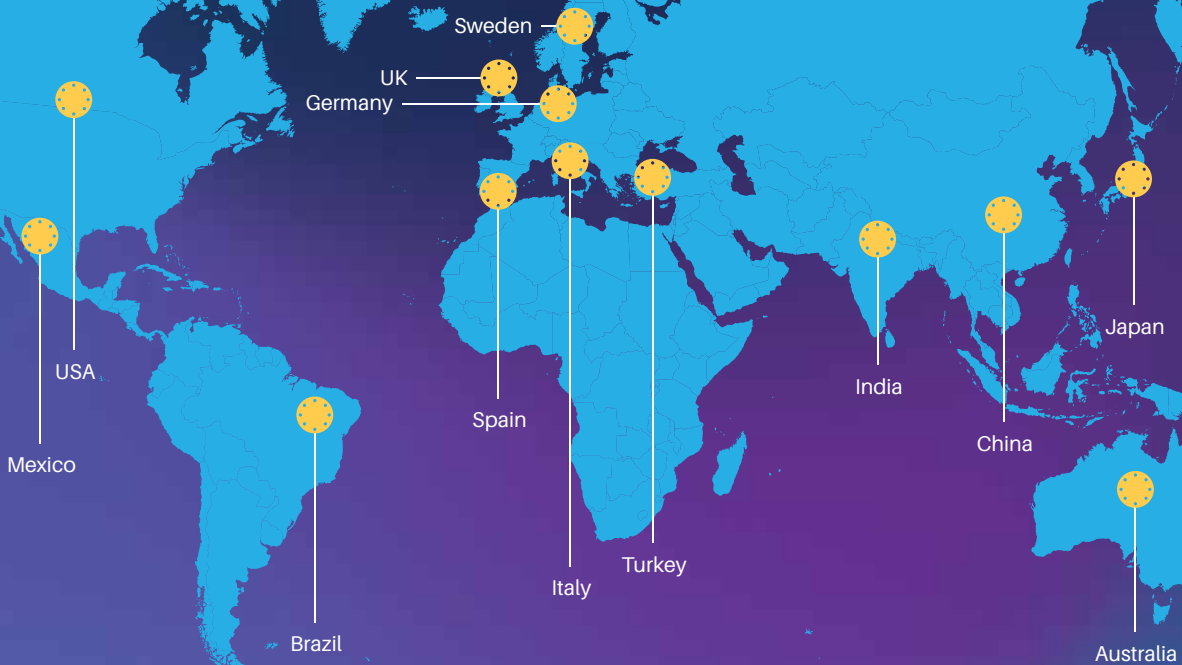 Sweden
UK
Germany
Japan
USA
India
Spain
China
Mexico
Turkey
Italy
Brazil
Australia